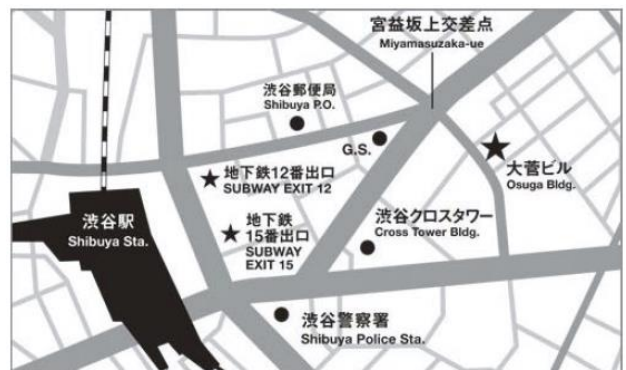 宮益坂上交差点
Miyamasuzaka-ue
渋谷郵便局
Shibuya P.O.
G.S.
大菅ビル
Osuga Bldg.
地下鉄12番出口
SUBWAY EXIT 12
渋谷駅
Shibuya Sta.
地下鉄
15番出口
SUBWAY
EXIT 15
渋谷クロスタワー
Cross Tower Bldg.
渋谷警察署
Shibuya Police Sta.